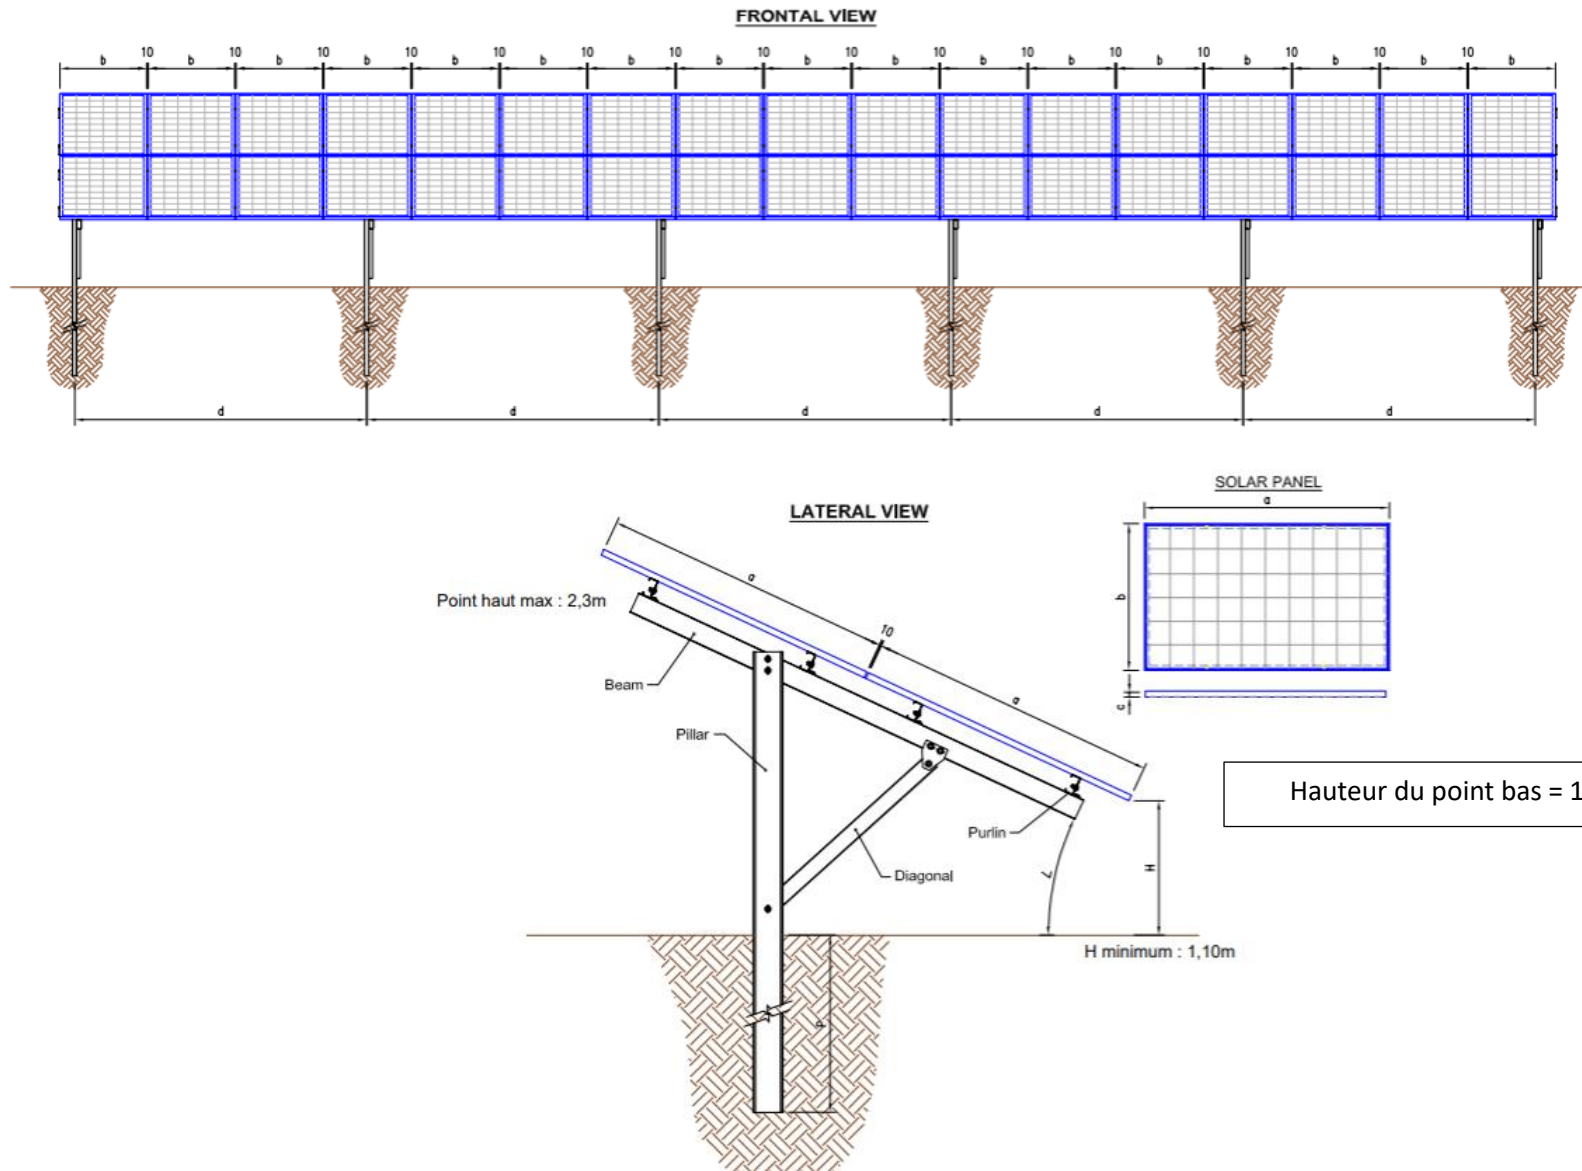 FRONTAL VIEW
10 10 10 10 10 10 10 10 10 10 10 10 10 10 10 10
b b b b b b b b b b b b b b b b b
d d d d d
SOLAR PANEL
a
b
c
LATERAL VIEW
a
10
a
Point haut max : 2,3m
Beam
Pillar
Purlin
Diagonal
Hauteur du point bas = 1
H
H minimum : 1,10m